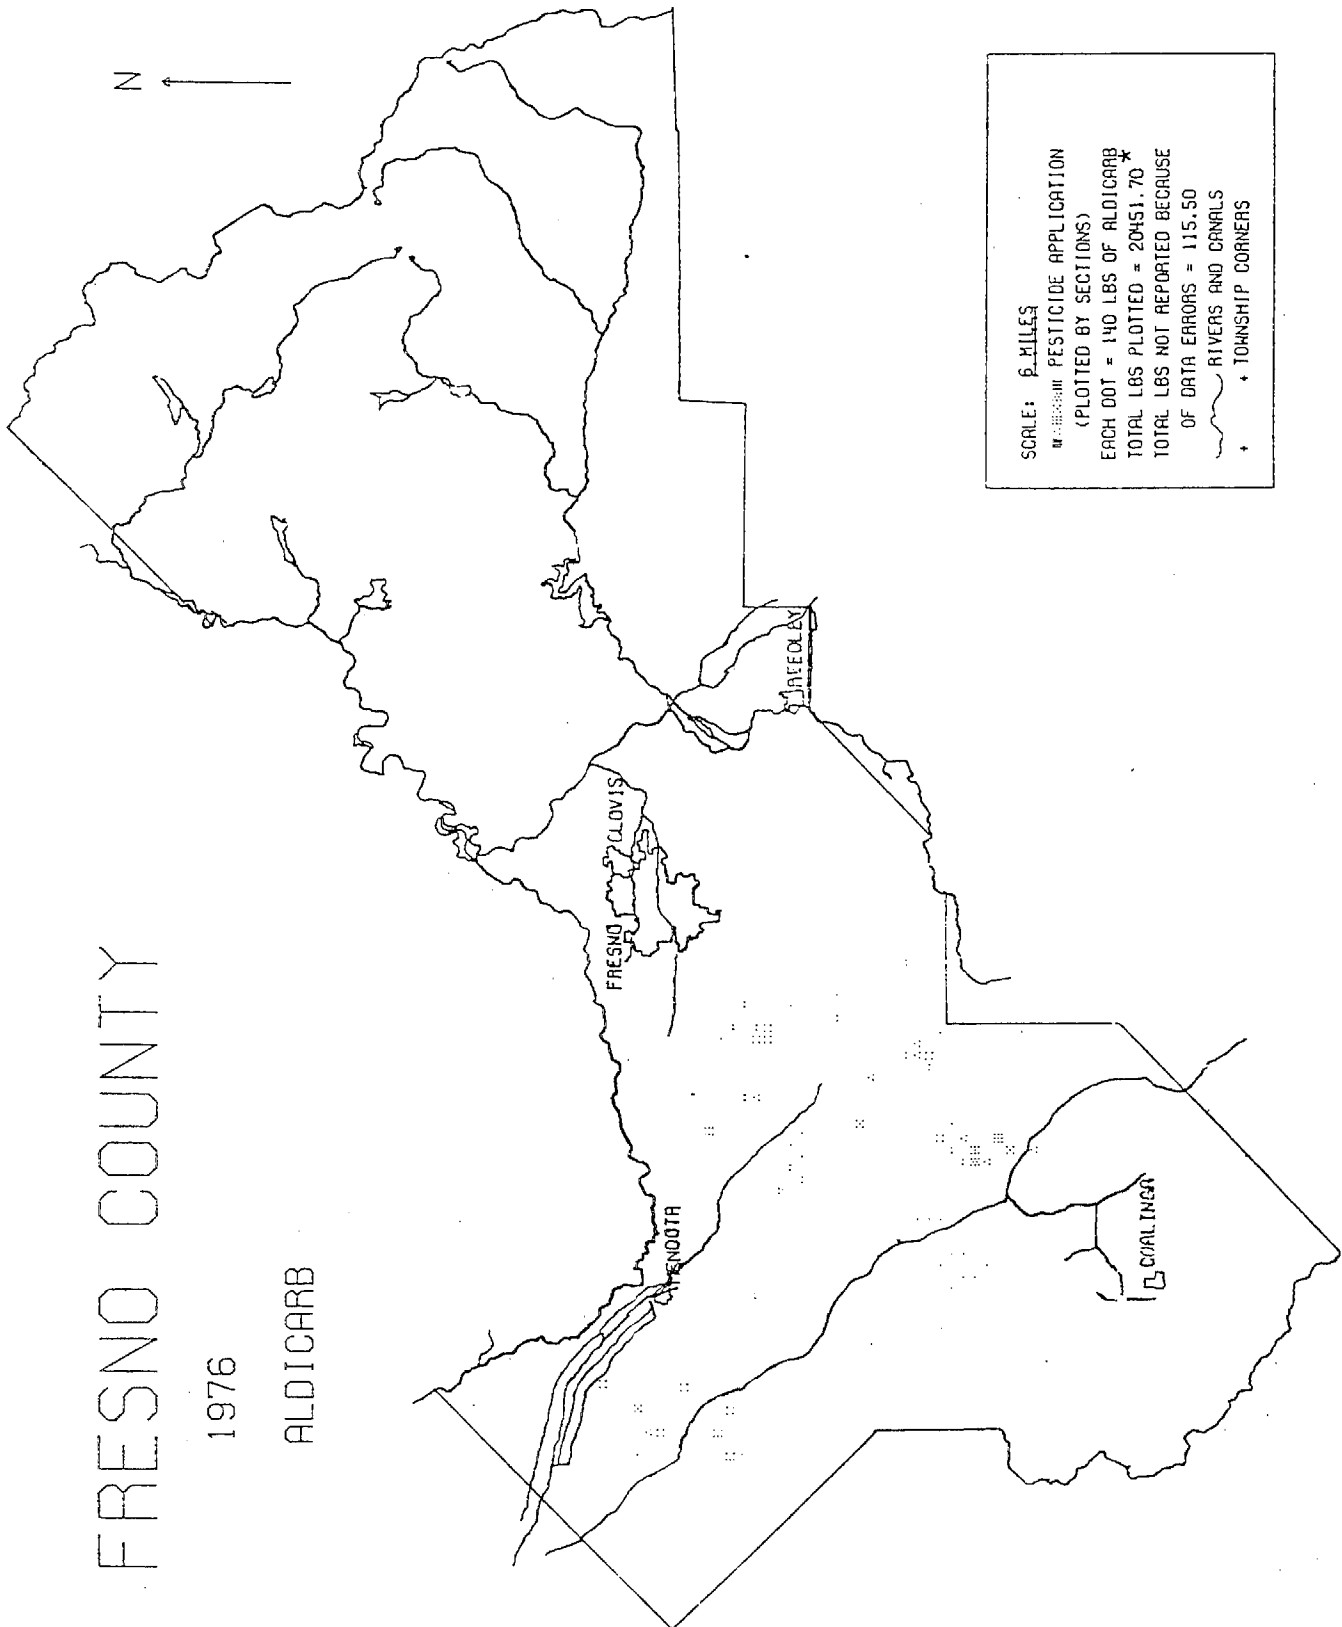 FRESNO COUNTY
1976
ALDICARB
N
FRESNO
CLOVIS
REEDLEY
MENDOTA
COALINGA
SCALE: 6 MILES
PESTICIDE APPLICATION
(PLOTTED BY SECTIONS)
EACH DOT = 140 LBS OF ALDICARB
TOTAL LBS PLOTTED = 20451.70 *
TOTAL LBS NOT REPORTED BECAUSE
OF DATA ERRORS = 115.50
RIVERS AND CANALS
+ + TOWNSHIP CORNERS